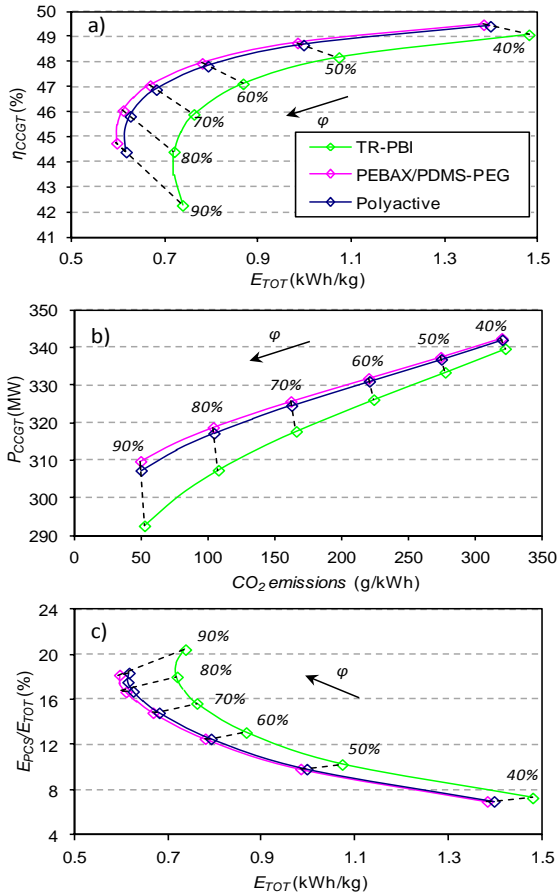 a)
50
49
48
47
46
45
44
43
42
41
η_CCGT (%)
40%
50%
60%
70%
80%
90%
φ
TR-PBI
PEBAX/PDMS-PEG
Polyactive
0.5 0.7 0.9 1.1 1.3 1.5
E_TOT (kWh/kg)
b)
350
340
330
320
310
300
290
P_CCGT (MW)
φ
40%
50%
60%
70%
80%
90%
0 50 100 150 200 250 300 350
CO₂ emissions (g/kWh)
c)
24
20
16
12
8
4
E_PCS/E_TOT (%)
90%
80%
70%
60%
50%
40%
φ
0.5 0.7 0.9 1.1 1.3 1.5
E_TOT (kWh/kg)